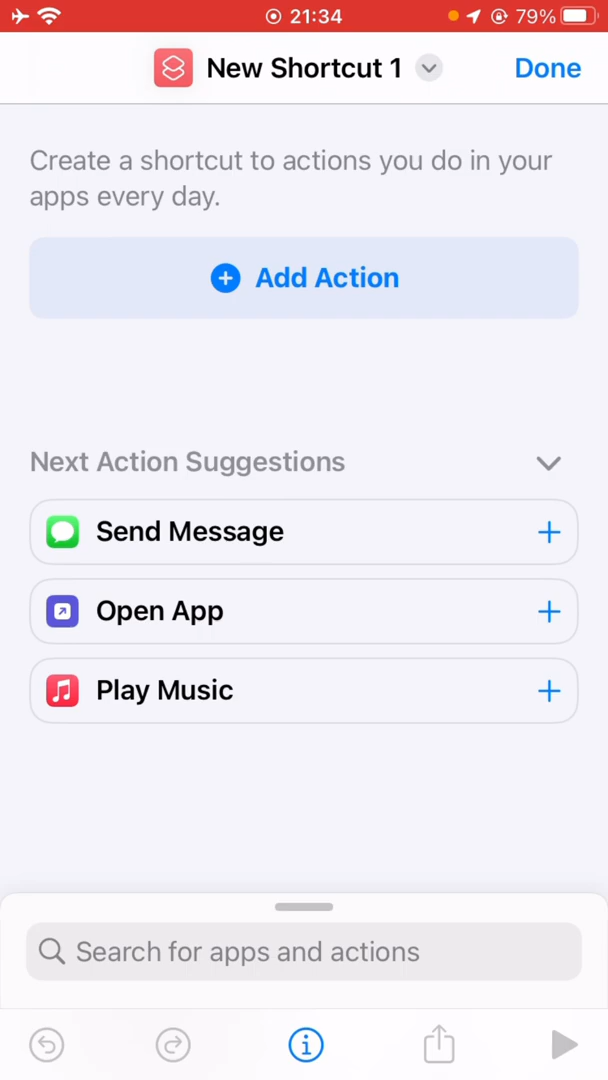 21:34
79%
New Shortcut 1
Done
Create a shortcut to actions you do in your
apps every day.
Add Action
Next Action Suggestions
Send Message
Open App
Play Music
Search for apps and actions